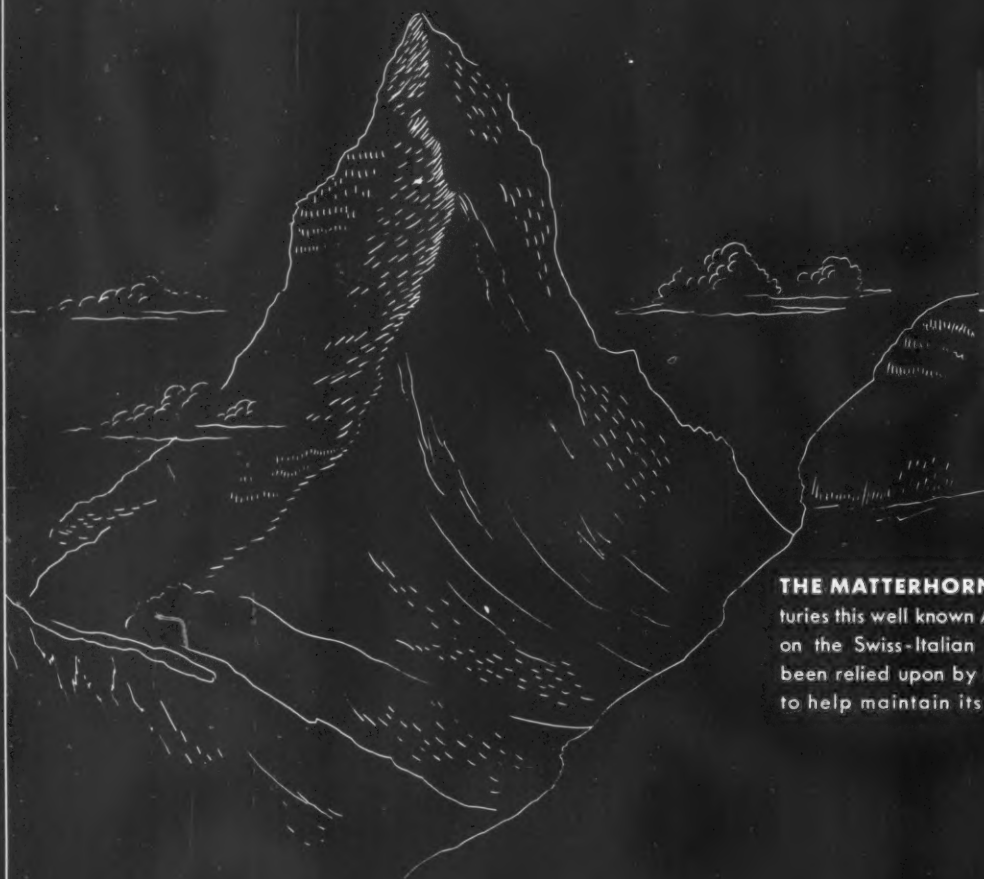 THE MATTERHORN
turies this well known
on the Swiss-Italian
been relied upon by
to help maintain its